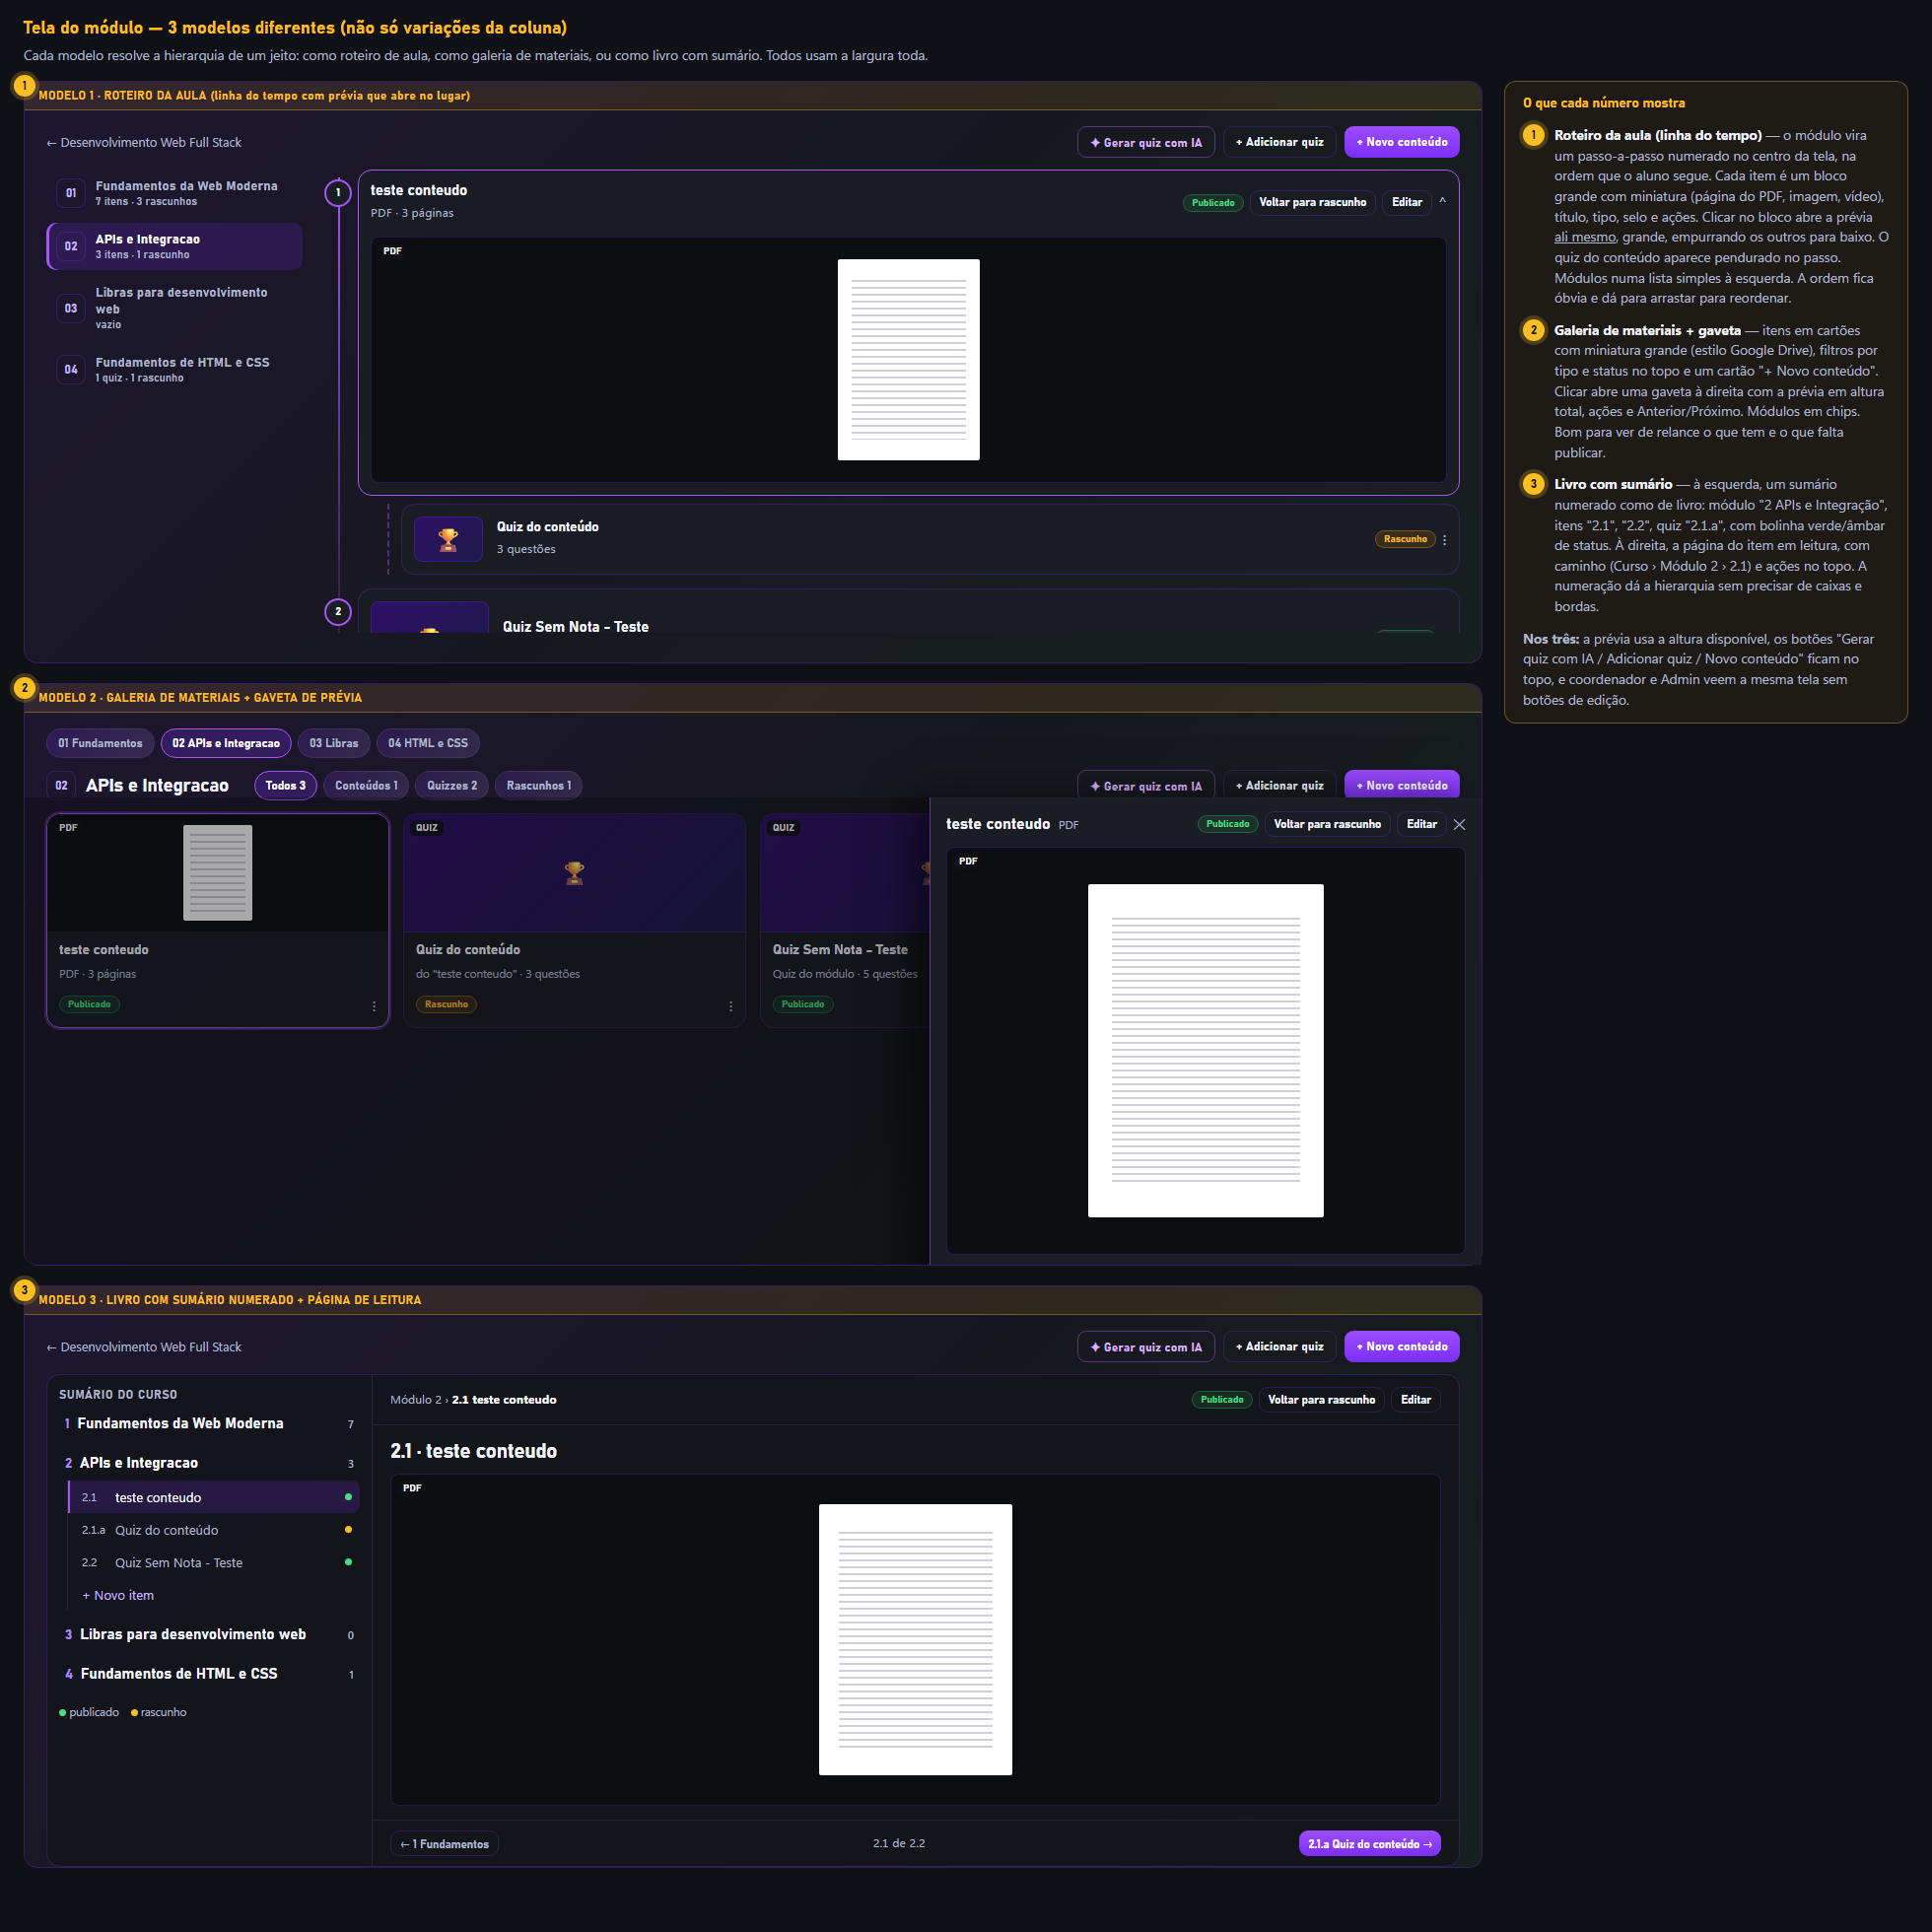 Tela do módulo — 3 modelos diferentes (não só variações da coluna)
Cada modelo resolve a hierarquia de um jeito: como roteiro de aula, como galeria de materiais, ou como livro com sumário. Todos usam a largura toda.
1
MODELO 1 · ROTEIRO DA AULA (linha do tempo com prévia que abre no lugar)
← Desenvolvimento Web Full Stack
✦ Gerar quiz com IA
+ Adicionar quiz
+ Novo conteúdo
01
Fundamentos da Web Moderna
7 itens · 3 rascunhos
02
APIs e Integracao
3 itens · 1 rascunho
03
Libras para desenvolvimento
web
vazio
04
Fundamentos de HTML e CSS
1 quiz · 1 rascunho
1
teste conteudo
PDF · 3 páginas
Publicado
Voltar para rascunho
Editar
^
PDF
Quiz do conteúdo
3 questões
Rascunho
⋮
2
Quiz Sem Nota - Teste
2
MODELO 2 · GALERIA DE MATERIAIS + GAVETA DE PRÉVIA
01 Fundamentos
02 APIs e Integracao
03 Libras
04 HTML e CSS
02
APIs e Integracao
Todos 3
Conteúdos 1
Quizzes 2
Rascunhos 1
✦ Gerar quiz com IA
+ Adicionar quiz
+ Novo conteúdo
PDF
teste conteudo
PDF · 3 páginas
Publicado
⋮
QUIZ
Quiz do conteúdo
do "teste conteudo" · 3 questões
Rascunho
⋮
QUIZ
Quiz Sem Nota - Teste
Quiz do módulo · 5 questões
Publicado
teste conteudo PDF
Publicado
Voltar para rascunho
Editar
PDF
3
MODELO 3 · LIVRO COM SUMÁRIO NUMERADO + PÁGINA DE LEITURA
← Desenvolvimento Web Full Stack
✦ Gerar quiz com IA
+ Adicionar quiz
+ Novo conteúdo
SUMÁRIO DO CURSO
1 Fundamentos da Web Moderna 7
2 APIs e Integracao 3
2.1 teste conteudo
2.1.a Quiz do conteúdo
2.2 Quiz Sem Nota - Teste
+ Novo item
3 Libras para desenvolvimento web 0
4 Fundamentos de HTML e CSS 1
publicado rascunho
Módulo 2 › 2.1 teste conteudo
Publicado
Voltar para rascunho
Editar
2.1 · teste conteudo
PDF
← 1 Fundamentos
2.1 de 2.2
2.1.a Quiz do conteúdo →
O que cada número mostra
1
Roteiro da aula (linha do tempo) — o módulo vira
um passo-a-passo numerado no centro da tela, na
ordem que o aluno segue. Cada item é um bloco
grande com miniatura (página do PDF, imagem, vídeo),
título, tipo, selo e ações. Clicar no bloco abre a prévia
ali mesmo, grande, empurrando os outros para baixo. O
quiz do conteúdo aparece pendurado no passo.
Módulos numa lista simples à esquerda. A ordem fica
óbvia e dá para arrastar para reordenar.
2
Galeria de materiais + gaveta — itens em cartões
com miniatura grande (estilo Google Drive), filtros por
tipo e status no topo e um cartão "+ Novo conteúdo".
Clicar abre uma gaveta à direita com a prévia em altura
total, ações e Anterior/Próximo. Módulos em chips.
Bom para ver de relance o que tem e o que falta
publicar.
3
Livro com sumário — à esquerda, um sumário
numerado como de livro: módulo "2 APIs e Integração",
itens "2.1", "2.2", quiz "2.1.a", com bolinha verde/âmbar
de status. À direita, a página do item em leitura, com
caminho (Curso › Módulo 2 › 2.1) e ações no topo. A
numeração dá a hierarquia sem precisar de caixas e
bordas.
Nos três: a prévia usa a altura disponível, os botões "Gerar
quiz com IA / Adicionar quiz / Novo conteúdo" ficam no
topo, e coordenador e Admin veem a mesma tela sem
botões de edição.